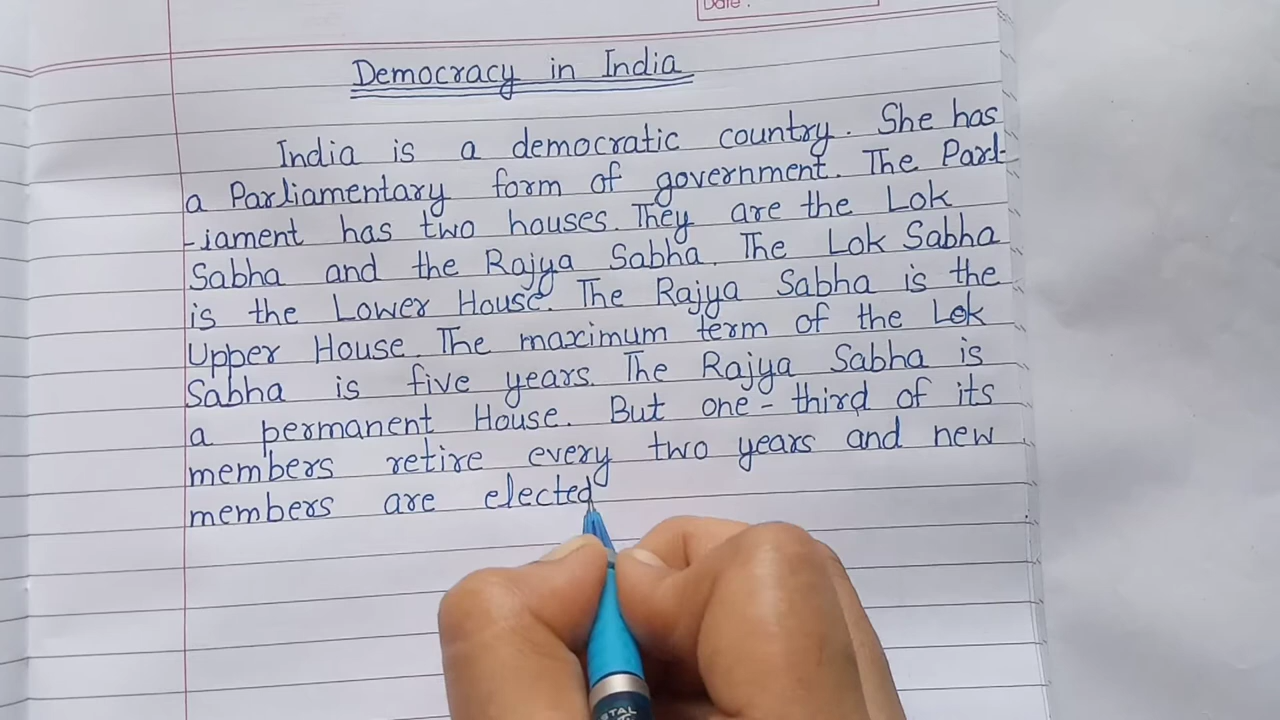 Date :
Democracy in India
India is a democratic country. She has
a Parliamentary form of government. The Parl-
-iament has two houses. They are the Lok
Sabha and the Rajya Sabha. The Lok Sabha
is the Lower House. The Rajya Sabha is the
Upper House. The maximum term of the Lok
Sabha is five years. The Rajya Sabha is
a permanent House. But one-third of its
members retire every two years and new
members are elected